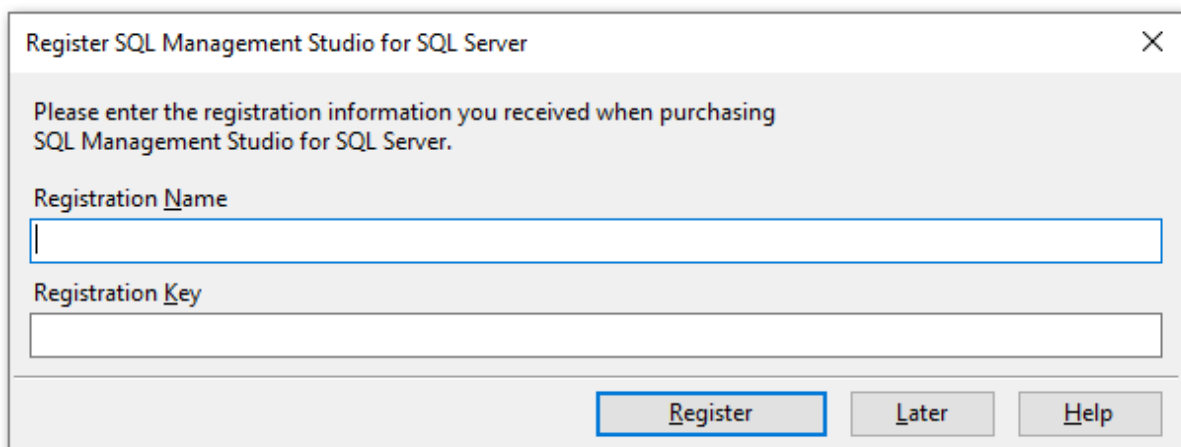 Register SQL Management Studio for SQL Server
Please enter the registration information you received when purchasing
SQL Management Studio for SQL Server.
Registration Name
Registration Key
Register Later Help